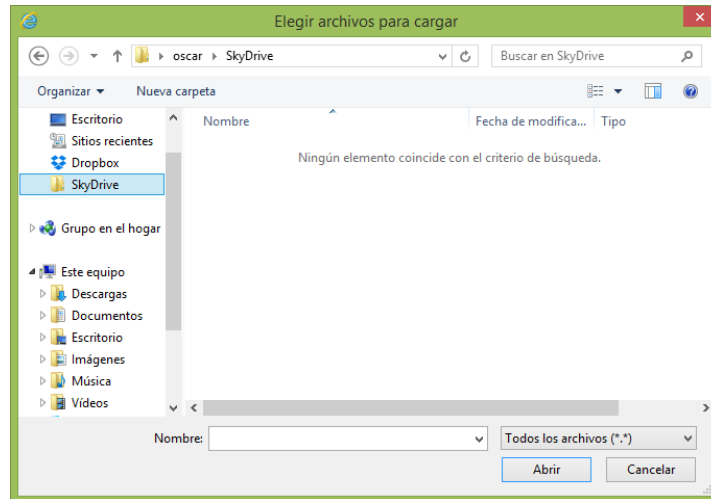 Elegir archivos para cargar
oscar SkyDrive
Buscar en SkyDrive
Organizar
Nueva carpeta
Escritorio
Sitios recientes
Dropbox
SkyDrive
Grupo en el hogar
Este equipo
Descargas
Documentos
Escritorio
Imágenes
Música
Vídeos
Nombre
Fecha de modifica...
Tipo
Ningún elemento coincide con el criterio de búsqueda.
Nombre:
Todos los archivos (*.*)
Abrir
Cancelar